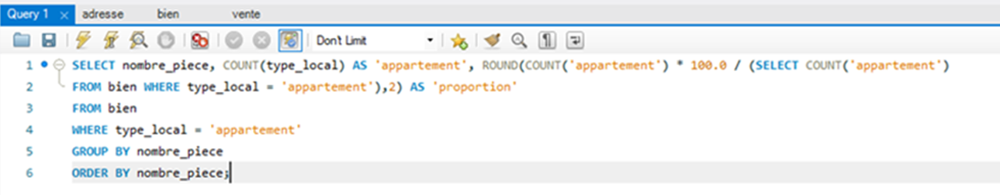 Query 1 × adresse bien vente
Don't Limit
1 SELECT nombre_piece, COUNT(type_local) AS 'appartement', ROUND(COUNT('appartement') * 100.0 / (SELECT COUNT('appartement')
2 FROM bien WHERE type_local = 'appartement'),2) AS 'proportion'
3 FROM bien
4 WHERE type_local = 'appartement'
5 GROUP BY nombre_piece
6 ORDER BY nombre_piece;